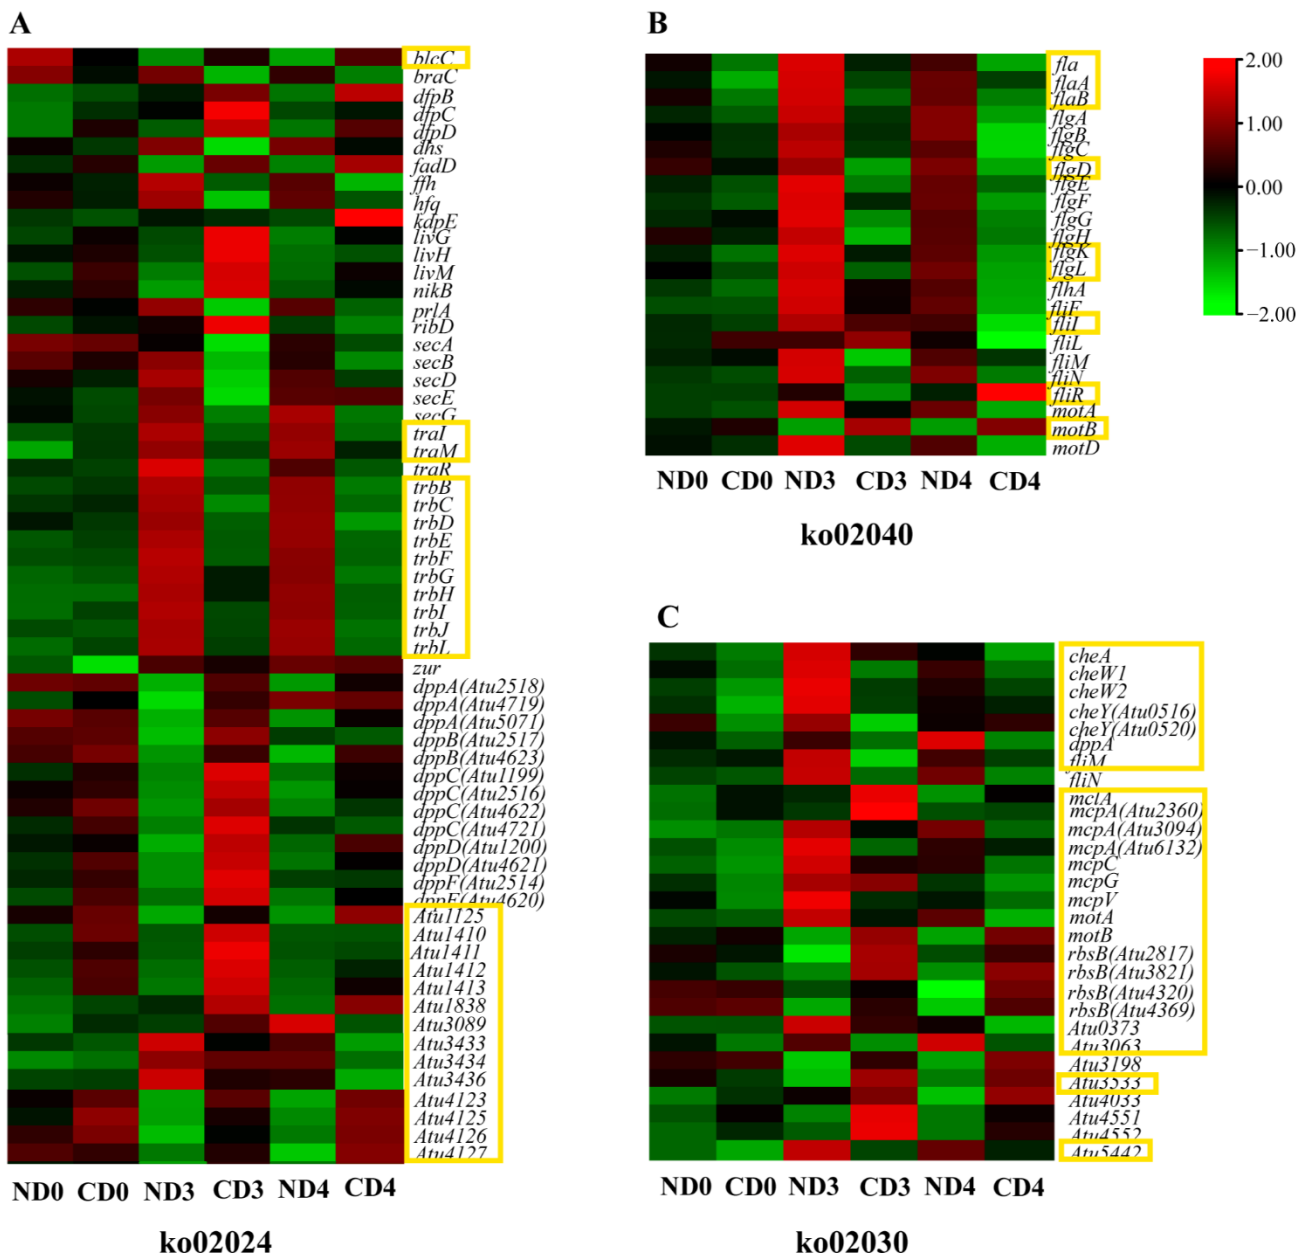 A
blcC
braC
dfpB
dfpC
dfpD
dhs
fadD
ffh
hfq
kdpE
livG
livH
livM
nikB
prlA
ribD
secA
secB
secD
secE
secG
traI
traM
traR
trbB
trbC
trbD
trbE
trbF
trbG
trbH
trbI
trbJ
trbL
zur
dppA(Atu2518)
dppA(Atu4719)
dppA(Atu5071)
dppB(Atu2517)
dppB(Atu4623)
dppC(Atu1199)
dppC(Atu2516)
dppC(Atu4622)
dppC(Atu4721)
dppD(Atu1200)
dppD(Atu4621)
dppF(Atu2514)
dppF(Atu4620)
Atu1125
Atu1410
Atu1411
Atu1412
Atu1413
Atu1838
Atu3089
Atu3433
Atu3434
Atu3436
Atu4123
Atu4125
Atu4126
Atu4127
ND0 CD0 ND3 CD3 ND4 CD4
ko02024
B
fla
flaA
flaB
flgA
flgB
flgC
flgD
flgE
flgF
flgG
flgH
flgK
flgL
flhA
fliF
fliI
fliL
fliM
fliN
fliR
motA
motB
motD
ND0 CD0 ND3 CD3 ND4 CD4
ko02040
2.00
1.00
0.00
−1.00
−2.00
C
cheA
cheW1
cheW2
cheY(Atu0516)
cheY(Atu0520)
dppA
fliM
fliN
mclA
mcpA(Atu2360)
mcpA(Atu3094)
mcpA(Atu6132)
mcpC
mcpG
mcpV
motA
motB
rbsB(Atu2817)
rbsB(Atu3821)
rbsB(Atu4320)
rbsB(Atu4369)
Atu0373
Atu3063
Atu3198
Atu3533
Atu4033
Atu4551
Atu4552
Atu5442
ND0 CD0 ND3 CD3 ND4 CD4
ko02030